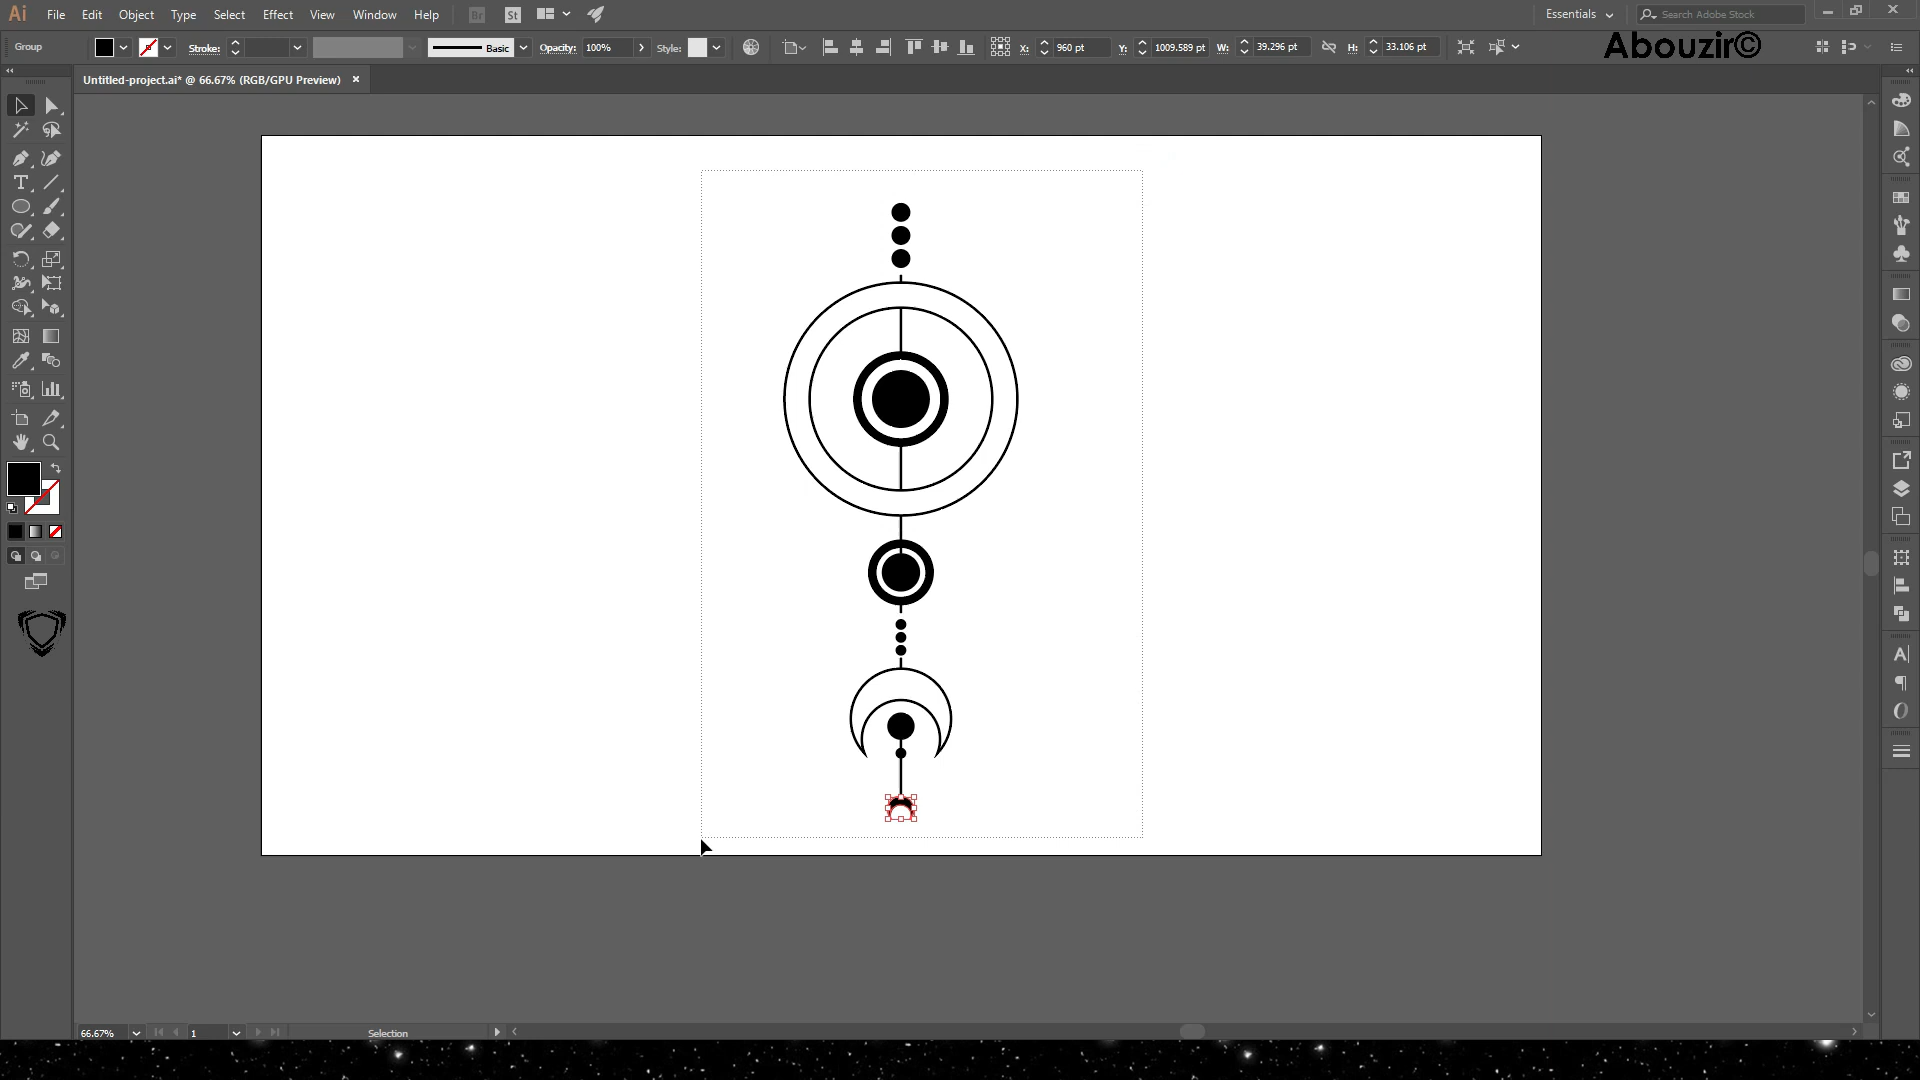 Ai File Edit Object Type Select Effect View Window Help Br St Essentials Search Adobe Stock
Group Stroke: Basic Opacity: 100% Style: X: 960 pt Y: 1009.589 pt W: 39.296 pt H: 33.106 pt Abouzir©
Untitled-project.ai* @ 66.67% (RGB/GPU Preview)
66.67% 1 Selection